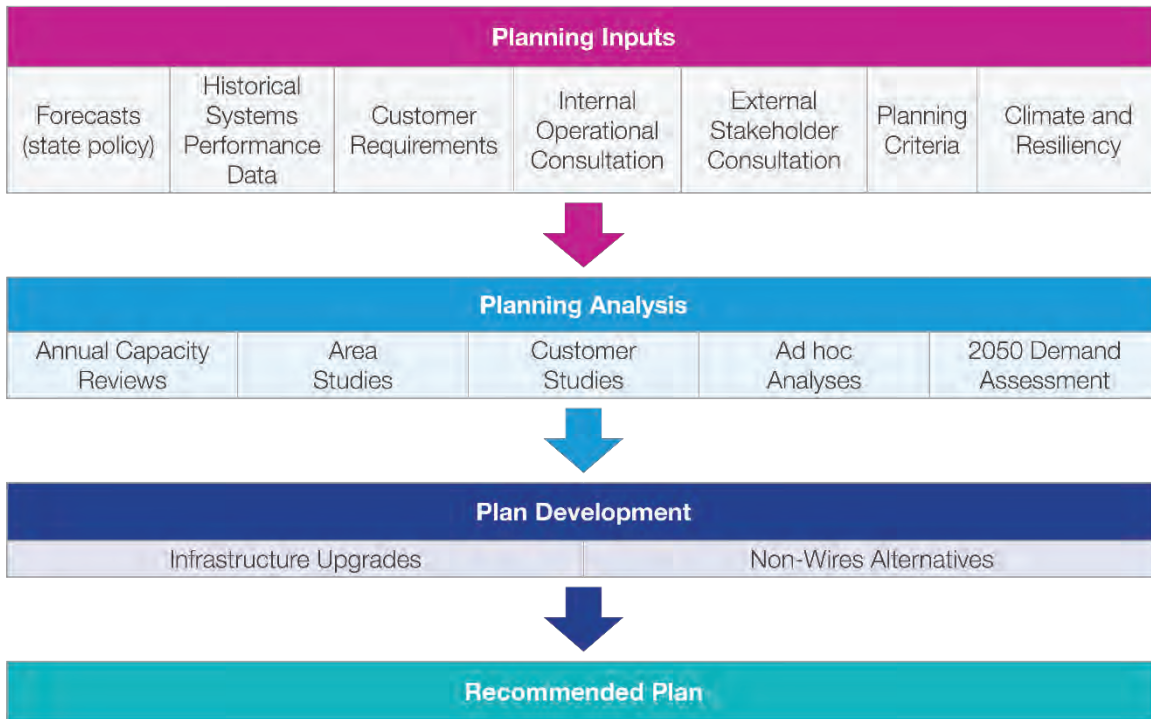 Planning Inputs
Forecasts
(state policy)
Historical
Systems
Performance
Data
Customer
Requirements
Internal
Operational
Consultation
External
Stakeholder
Consultation
Planning
Criteria
Climate and
Resiliency
Planning Analysis
Annual Capacity
Reviews
Area
Studies
Customer
Studies
Ad hoc
Analyses
2050 Demand
Assessment
Plan Development
Infrastructure Upgrades
Non-Wires Alternatives
Recommended Plan